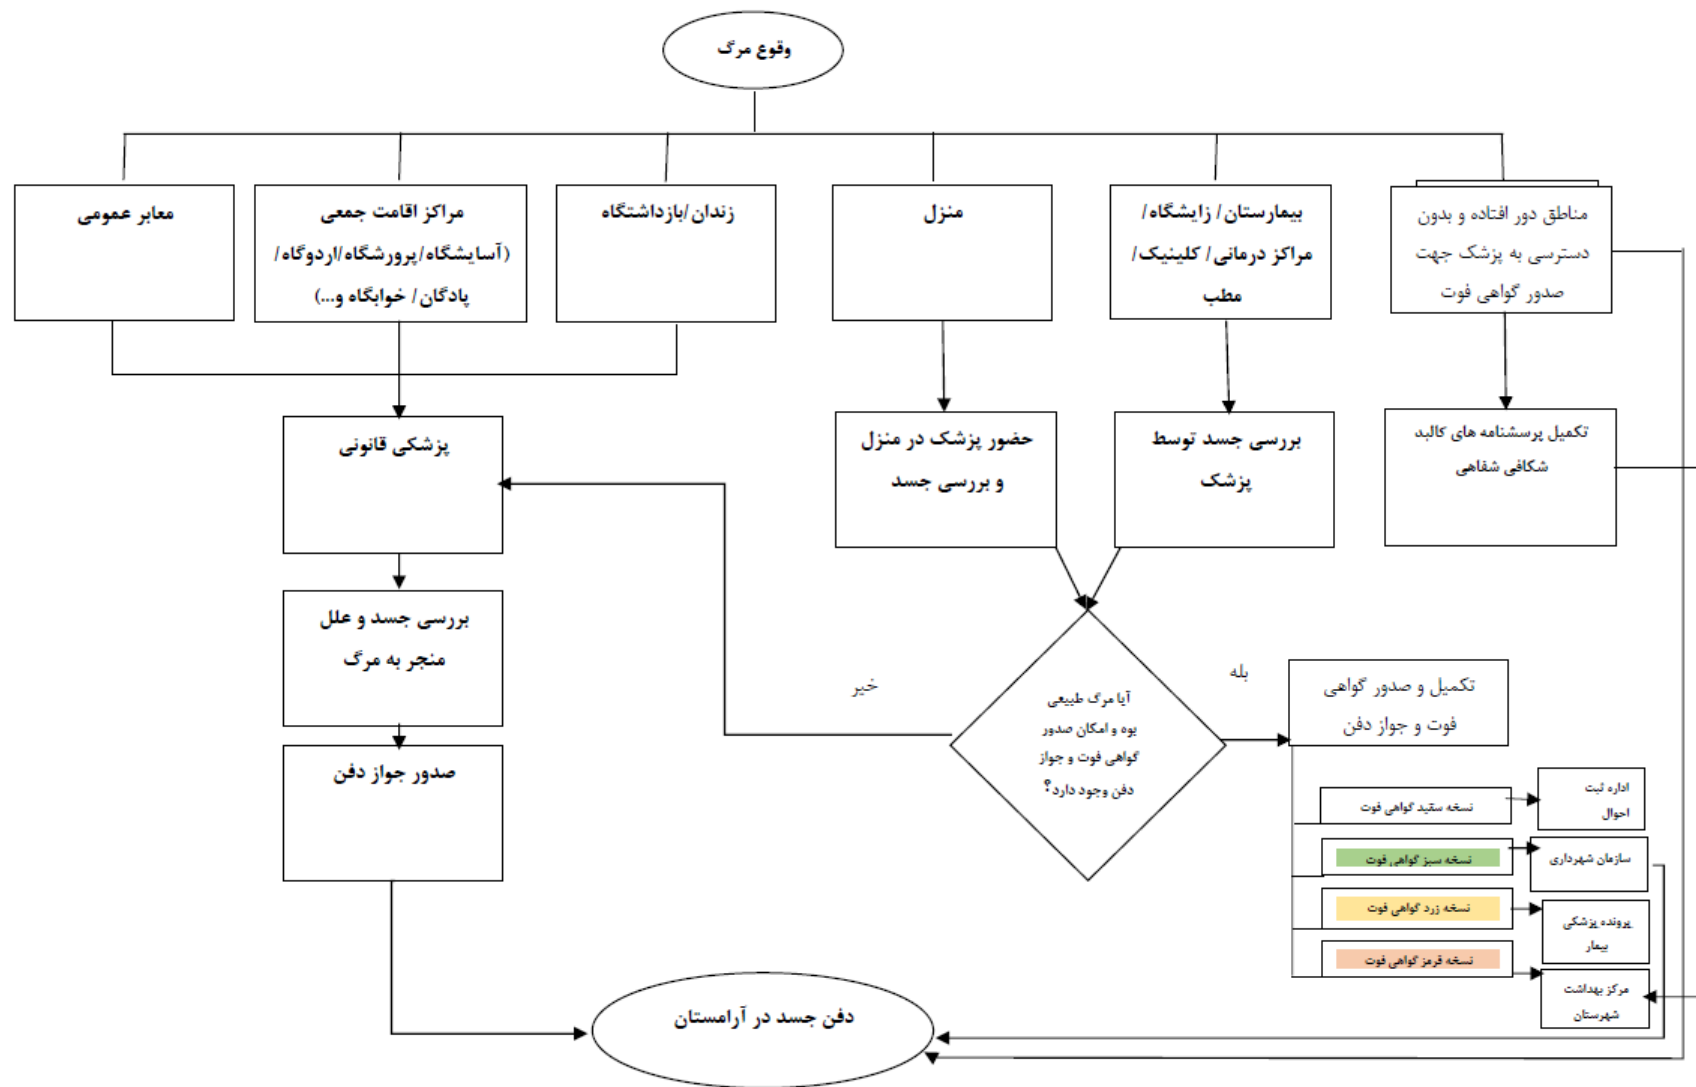 وقوع مرگ
مناطق دور افتاده و بدون
دسترسی به پزشک جهت
صدور گواهی فوت
بیمارستان / زایشگاه /
مراکز درمانی / کلینیک /
مطب
منزل
زندان /بازداشتگاه
مراکز اقامت جمعی
(آسایشگاه/پرورشگاه/اردوگاه/
پادگان / خوابگاه و...)
معابر عمومی
تکمیل پرسشنامه های کالبد
شکافی شفاهی
بررسی جسد توسط
پزشک
حضور پزشک در منزل
و بررسی جسد
پزشکی قانونی
بررسی جسد و علل
منجر به مرگ
صدور جواز دفن
آیا مرگ طبیعی
بوه و امکان صدور
گواهی فوت و جواز
دفن وجود دارد؟
خیر
بله
تکمیل و صدور گواهی
فوت و جواز دفن
نسخه سفید گواهی فوت
اداره ثبت
احوال
نسخه سبز گواهی فوت
سازمان شهرداری
نسخه زرد گواهی فوت
پرونده پزشکی
بیمار
نسخه قرمز گواهی فوت
مرکز بهداشت
شهرستان
دفن جسد در آرامستان